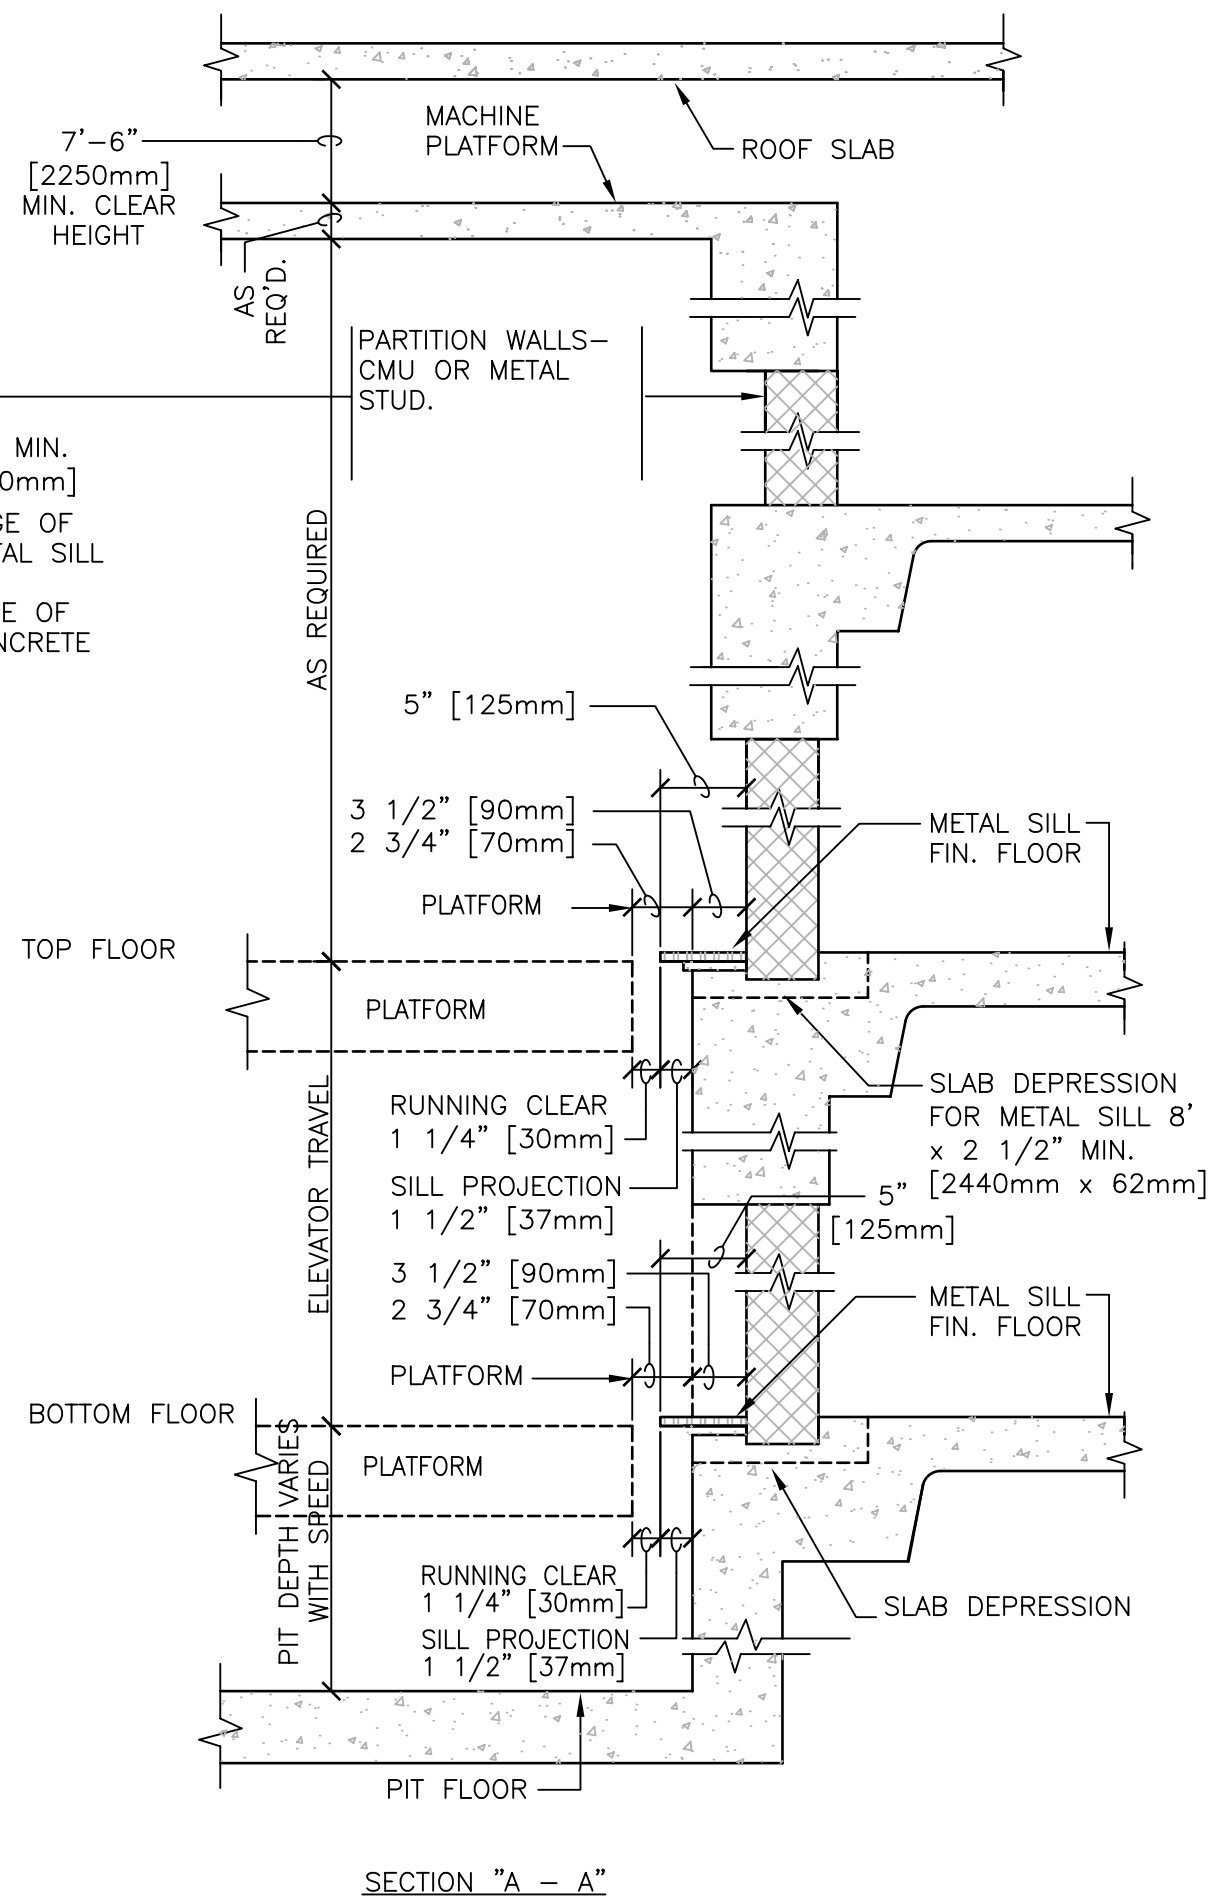 MACHINE
PLATFORM
ROOF SLAB
7'-6"
[2250mm]
MIN. CLEAR
HEIGHT
AS
REQ'D.
PARTITION WALLS-
CMU OR METAL
STUD.
MIN.
0mm]
OF
SILL
OF
AS REQUIRED
5" [125mm]
3 1/2" [90mm]
2 3/4" [70mm]
METAL SILL
FIN. FLOOR
PLATFORM
TOP FLOOR
PLATFORM
SLAB DEPRESSION
FOR METAL SILL 8'
x 2 1/2" MIN.
[2440mm x 62mm]
RUNNING CLEAR
1 1/4" [30mm]
SILL PROJECTION
1 1/2" [37mm]
ELEVATOR TRAVEL
5"
[125mm]
3 1/2" [90mm]
2 3/4" [70mm]
METAL SILL
FIN. FLOOR
PLATFORM
BOTTOM FLOOR
PLATFORM
PIT DEPTH VARIES
WITH SPEED
RUNNING CLEAR
1 1/4" [30mm]
SILL PROJECTION
1 1/2" [37mm]
SLAB DEPRESSION
PIT FLOOR
SECTION "A - A"